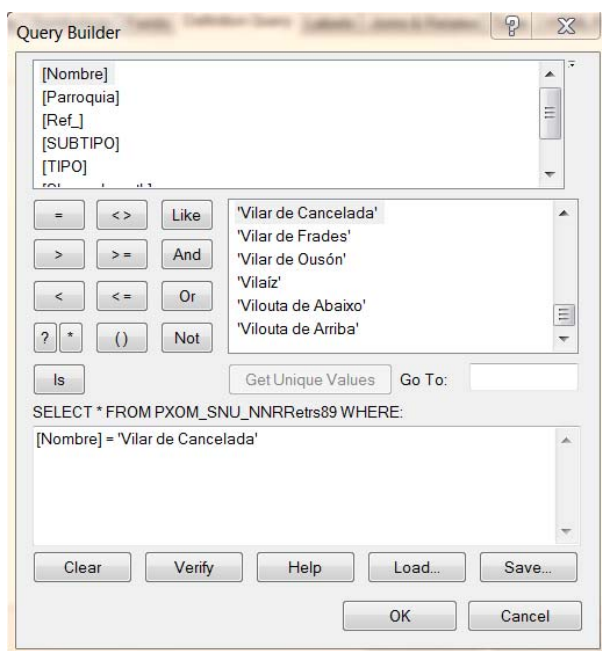 Definition Query
Query Builder
[Nombre]
[Parroquia]
[Ref_]
[SUBTIPO]
[TIPO]
= <> Like
> >= And
< <= Or
? * () Not
Is
'Vilar de Cancelada'
'Vilar de Frades'
'Vilar de Ousón'
'Vilaíz'
'Vilouta de Abaixo'
'Vilouta de Arriba'
Get Unique Values Go To:
SELECT * FROM PXOM_SNU_NNRRetrs89 WHERE:
[Nombre] = 'Vilar de Cancelada'
Clear Verify Help Load... Save...
OK Cancel